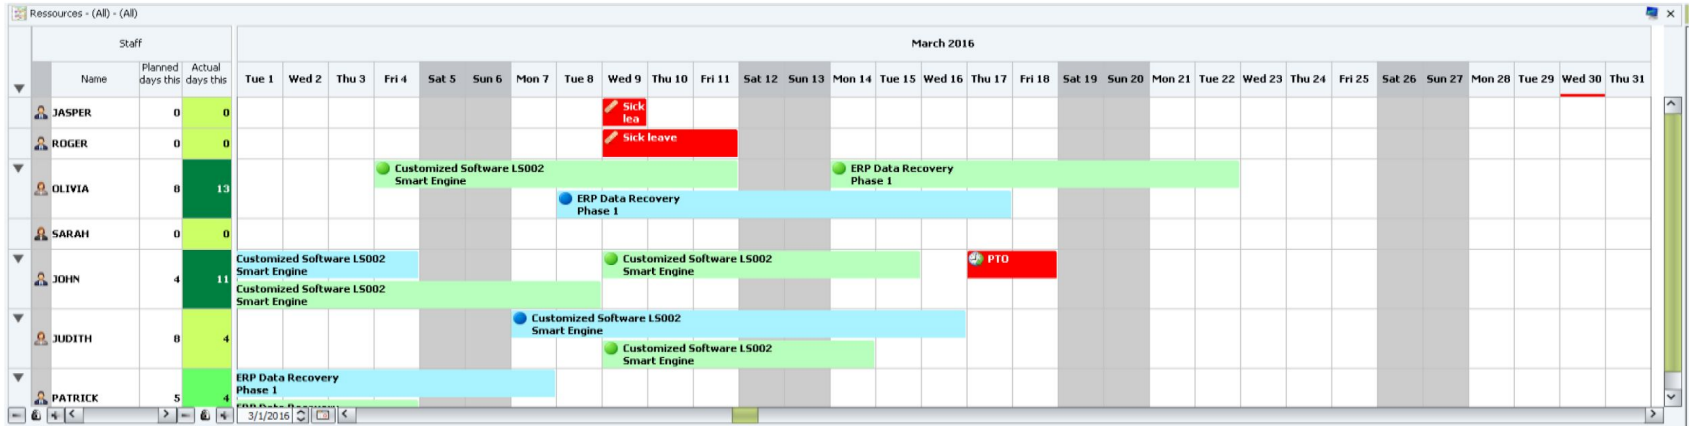 Ressources - (All) - (All)
Staff
March 2016
Name
Planned
days this
Actual
days this
Tue 1 Wed 2 Thu 3 Fri 4 Sat 5 Sun 6 Mon 7 Tue 8 Wed 9 Thu 10 Fri 11 Sat 12 Sun 13 Mon 14 Tue 15 Wed 16 Thu 17 Fri 18 Sat 19 Sun 20 Mon 21 Tue 22 Wed 23 Thu 24 Fri 25 Sat 26 Sun 27 Mon 28 Tue 29 Wed 30 Thu 31
JASPER 0 0
Sick
lea
ROGER 0 0
Sick leave
OLIVIA 8 13
Customized Software LS002
Smart Engine
ERP Data Recovery
Phase 1
ERP Data Recovery
Phase 1
SARAH 0 0
JOHN 4 11
Customized Software LS002
Smart Engine
Customized Software LS002
Smart Engine
PTO
Customized Software LS002
Smart Engine
JUDITH 8 4
Customized Software LS002
Smart Engine
Customized Software LS002
Smart Engine
PATRICK 5 4
ERP Data Recovery
Phase 1
ERP Data Recovery
3/1/2016